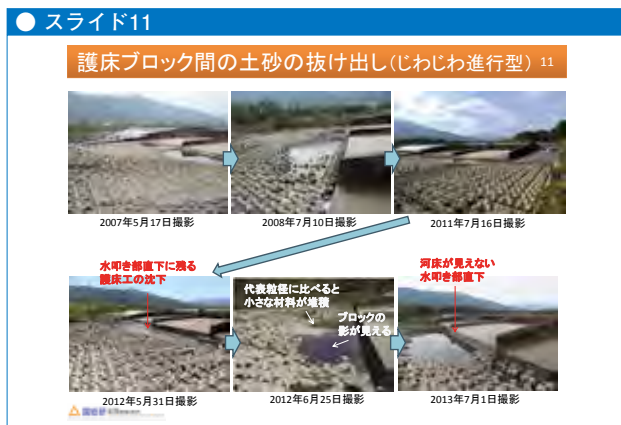 ● スライド11
護床ブロック間の土砂の抜け出し(じわじわ進行型) 11
2007年5月17日撮影
2008年7月10日撮影
2011年7月16日撮影
水叩き部直下に残る
護床工の沈下
代表粒径に比べると
小さな材料が堆積
ブロックの
影が見える
河床が見えない
水叩き部直下
2012年5月31日撮影
2012年6月25日撮影
2013年7月1日撮影
国総研